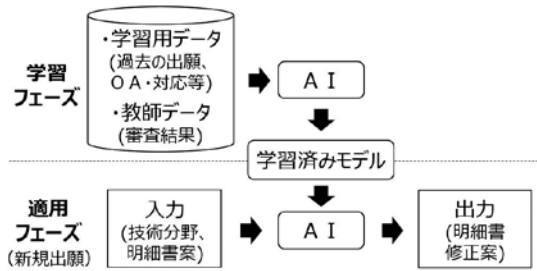 学習
フェーズ
・学習用データ
(過去の出願、
OA・対応等)
・教師データ
(審査結果)
AI
学習済みモデル
適用
フェーズ
(新規出願)
入力
(技術分野、
明細書案)
AI
出力
(明細書
修正案)